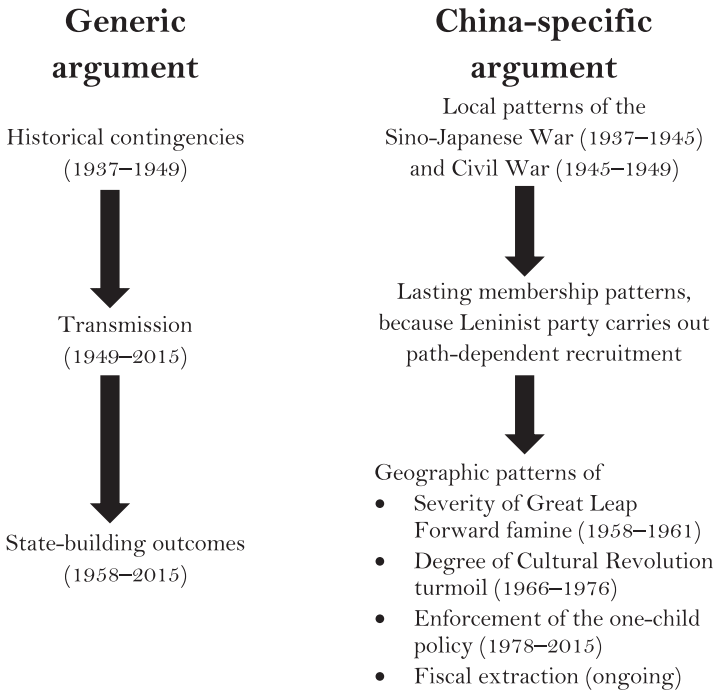 Generic
argument
Historical contingencies
(1937–1949)
Transmission
(1949–2015)
State-building outcomes
(1958–2015)
China-specific
argument
Local patterns of the
Sino-Japanese War (1937–1945)
and Civil War (1945–1949)
Lasting membership patterns,
because Leninist party carries out
path-dependent recruitment
Geographic patterns of
• Severity of Great Leap
Forward famine (1958–1961)
• Degree of Cultural Revolution
turmoil (1966–1976)
• Enforcement of the one-child
policy (1978–2015)
• Fiscal extraction (ongoing)